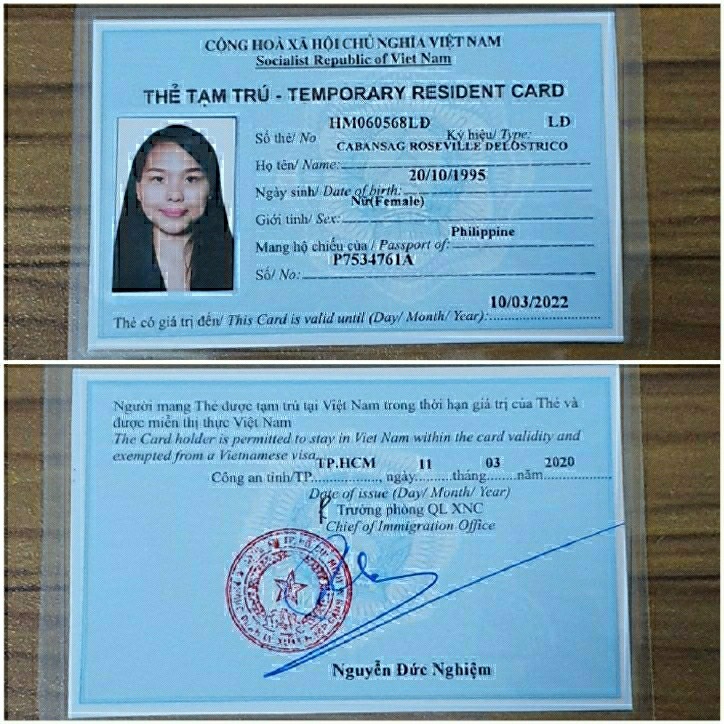 CỘNG HOÀ XÃ HỘI CHỦ NGHĨA VIỆT NAM
Socialist Republic of Viet Nam
THẺ TẠM TRÚ - TEMPORARY RESIDENT CARD
Số thẻ/ No HM060568LĐ Ký hiệu/ Type: LĐ
Họ tên/ Name: CABANSAG ROSEVILLE DELOSTRICO
Ngày sinh/ Date of birth: 20/10/1995
Giới tính/ Sex: Nữ(Female)
Mang hộ chiếu của / Passport of: Philippine
Số/ No: P7534761A
Thẻ có giá trị đến/ This Card is valid until (Day/ Month/ Year): 10/03/2022
Người mang Thẻ được tạm trú tại Việt Nam trong thời hạn giá trị của Thẻ và
được miễn thị thực Việt Nam
The Card holder is permitted to stay in Viet Nam within the card validity and
exempted from a Vietnamese visa.
Công an tỉnh/TP. TP.HCM, ngày 11 tháng 03 năm 2020
Date of issue (Day/ Month/ Year)
Trưởng phòng QL XNC
Chief of Immigration Office
Nguyễn Đức Nghiệm